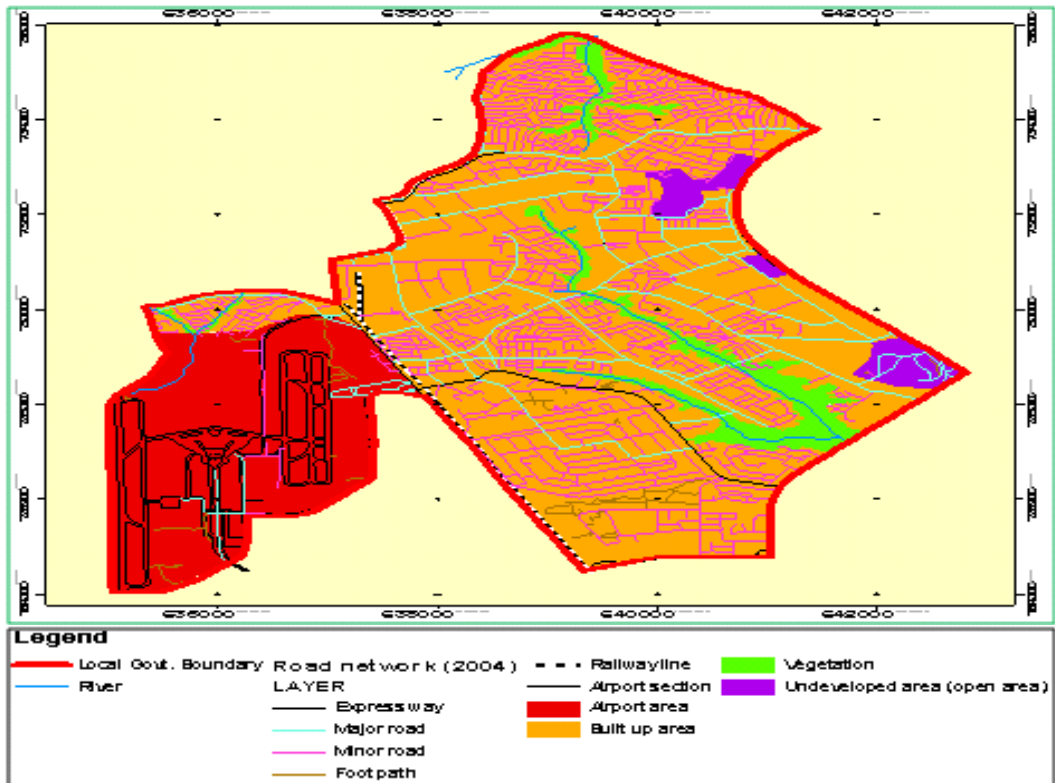 636000 638000 640000 642000
636000 638000 640000 642000
Legend
Local Govt. Boundary
River
Road network (2004)
LAYER
Express way
Major road
Minor road
Foot path
Railwayline
Airport section
Airport area
Built up area
Vegetation
Undeveloped area (open area)